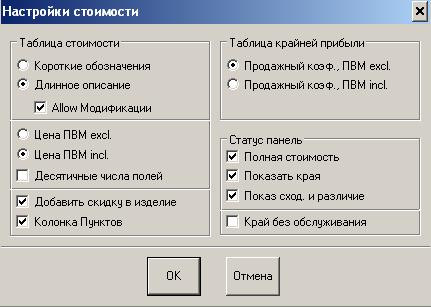 Настройки стоимости
Таблица стоимости
Короткие обозначения
Длинное описание
Allow Модификации
Цена ПВМ excl.
Цена ПВМ incl.
Десятичные числа полей
Добавить скидку в изделие
Колонка Пунктов
Таблица крайней прибыли
Продажный коэф., ПВМ excl.
Продажный коэф., ПВМ incl.
Статус панель
Полная стоимость
Показать края
Показ сход. и различие
Край без обслуживания
OK
Отмена